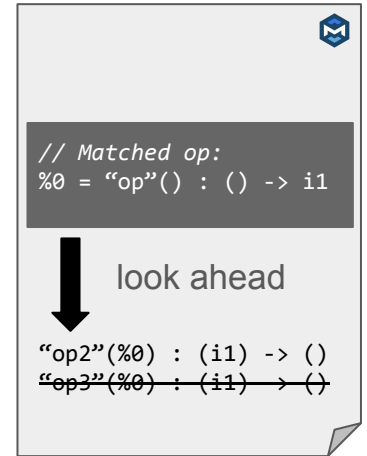 // Matched op:
%0 = “op”() : () -> i1
look ahead
“op2”(%0) : (i1) -> ()
“op3”(%0) : (i1) -> ()